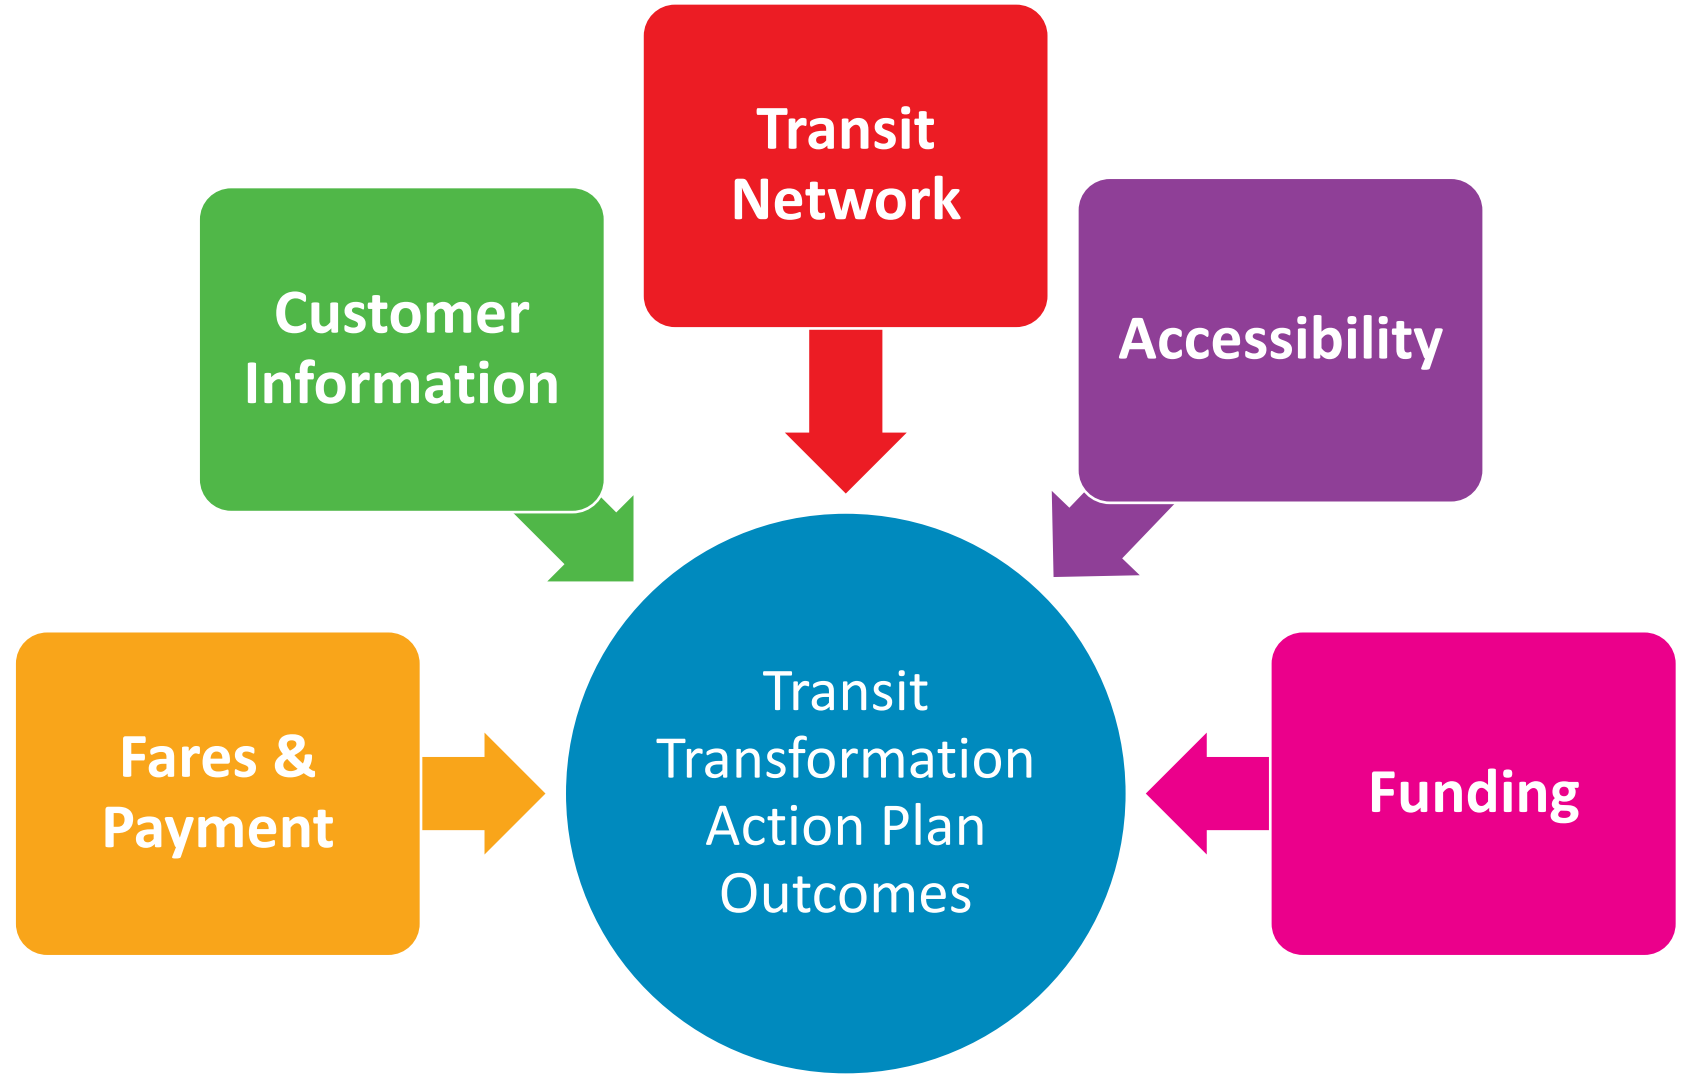 Transit
Network
Customer
Information
Accessibility
Fares &
Payment
Transit
Transformation
Action Plan
Outcomes
Funding